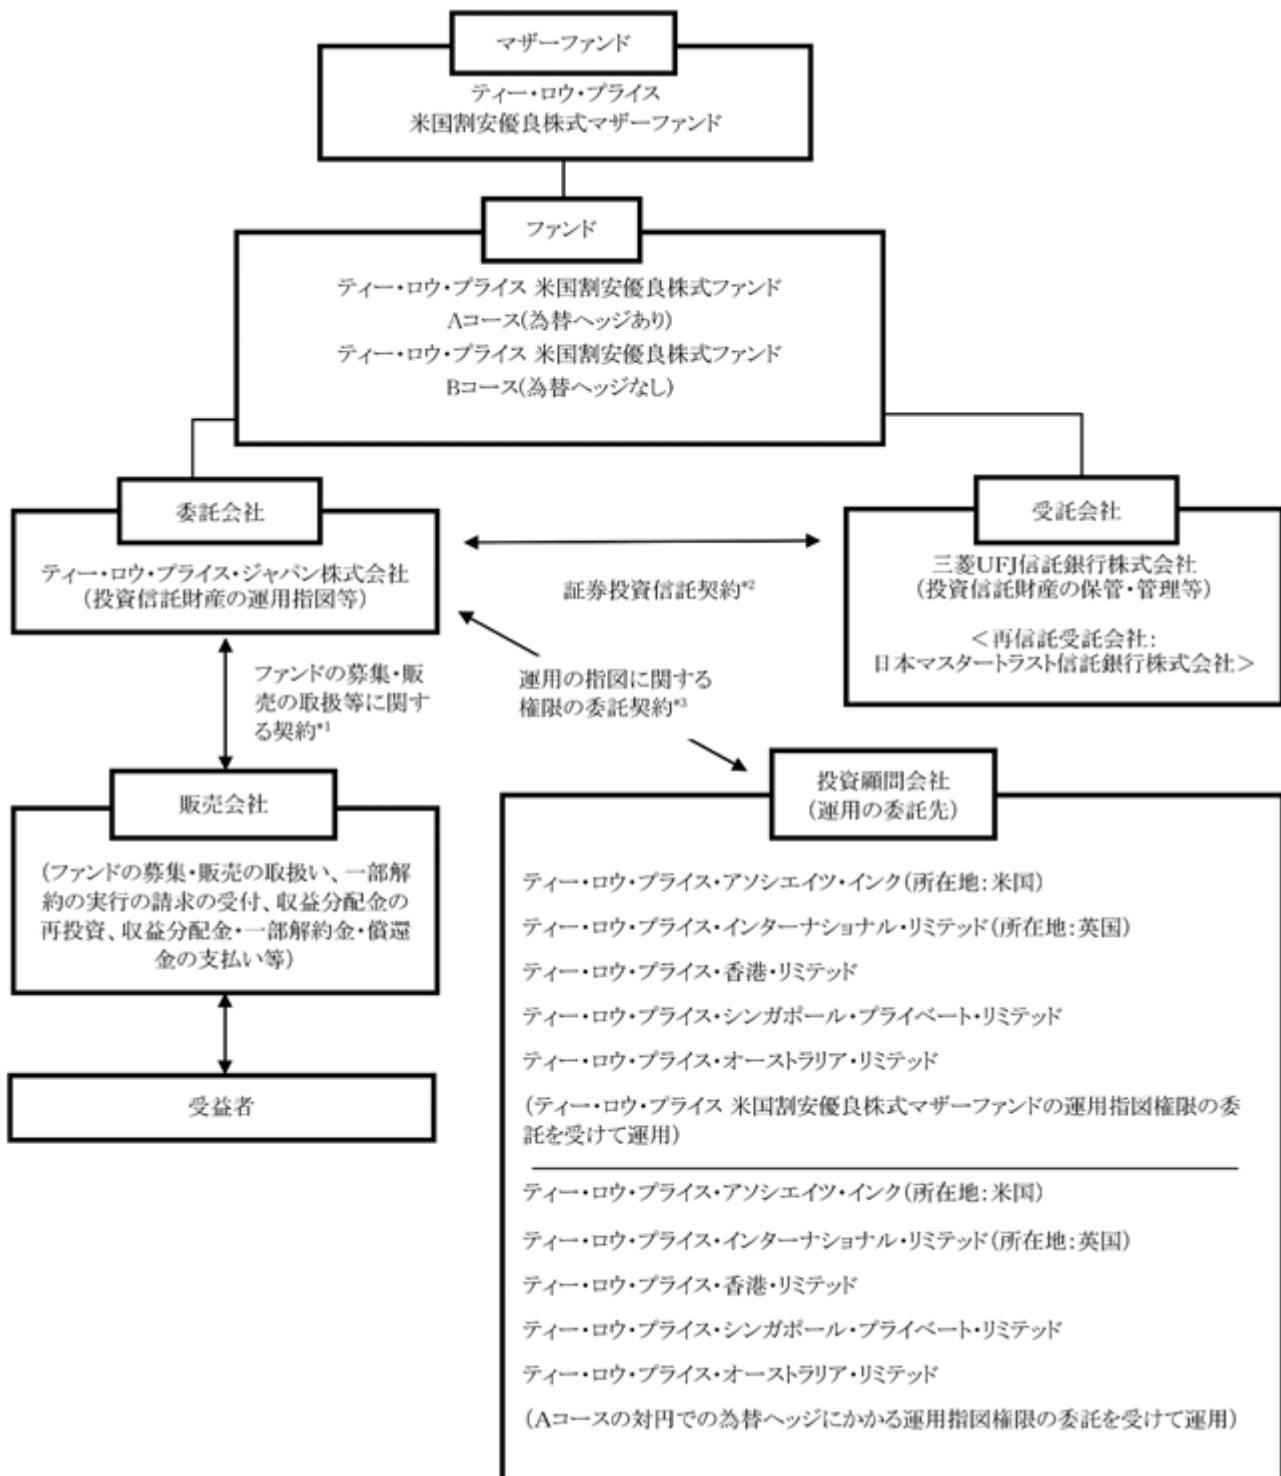 マザーファンド
ティー・ロウ・プライス
米国割安優良株式マザーファンド
ファンド
ティー・ロウ・プライス 米国割安優良株式ファンド
Aコース(為替ヘッジあり)
ティー・ロウ・プライス 米国割安優良株式ファンド
Bコース(為替ヘッジなし)
委託会社
ティー・ロウ・プライス・ジャパン株式会社
(投資信託財産の運用指図等)
証券投資信託契約*2
受託会社
三菱UFJ信託銀行株式会社
(投資信託財産の保管・管理等)
<再信託受託会社:
日本マスタートラスト信託銀行株式会社>
ファンドの募集・販
売の取扱等に関す
る契約*1
運用の指図に関する
権限の委託契約*3
販売会社
(ファンドの募集・販売の取扱い、一部解
約の実行の請求の受付、収益分配金の
再投資、収益分配金・一部解約金・償還
金の支払い等)
受益者
投資顧問会社
(運用の委託先)
ティー・ロウ・プライス・アソシエイツ・インク(所在地:米国)
ティー・ロウ・プライス・インターナショナル・リミテッド(所在地:英国)
ティー・ロウ・プライス・香港・リミテッド
ティー・ロウ・プライス・シンガポール・プライベート・リミテッド
ティー・ロウ・プライス・オーストラリア・リミテッド
(ティー・ロウ・プライス 米国割安優良株式マザーファンドの運用指図権限の委
託を受けて運用)
ティー・ロウ・プライス・アソシエイツ・インク(所在地:米国)
ティー・ロウ・プライス・インターナショナル・リミテッド(所在地:英国)
ティー・ロウ・プライス・香港・リミテッド
ティー・ロウ・プライス・シンガポール・プライベート・リミテッド
ティー・ロウ・プライス・オーストラリア・リミテッド
(Aコースの対円での為替ヘッジにかかる運用指図権限の委託を受けて運用)